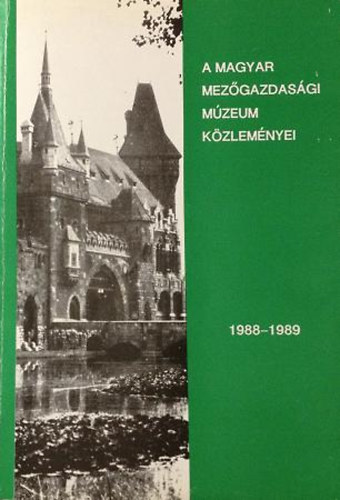 A MAGYAR
MEZŐGAZDASÁGI
MÚZEUM
KÖZLEMÉNYEI
1988–1989